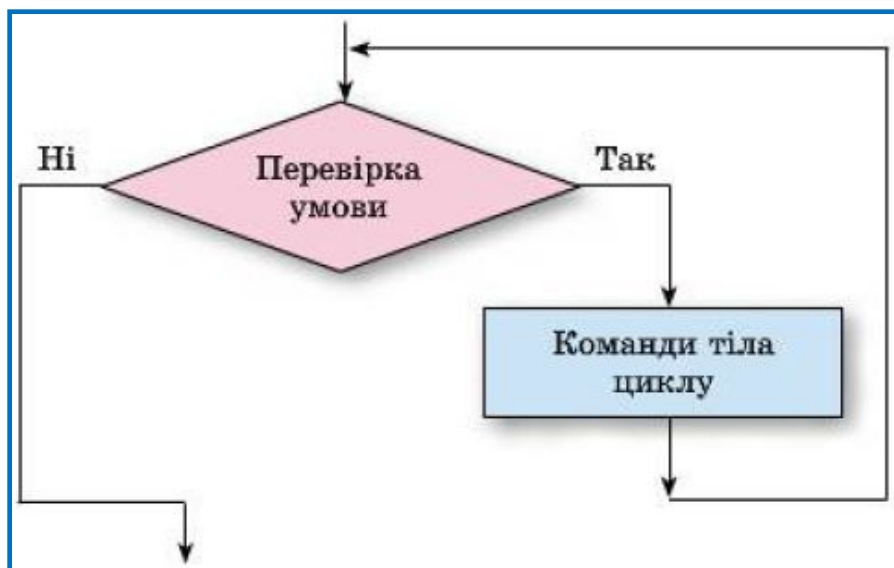 Ні
Перевірка
умови
Так
Команди тіла
циклу